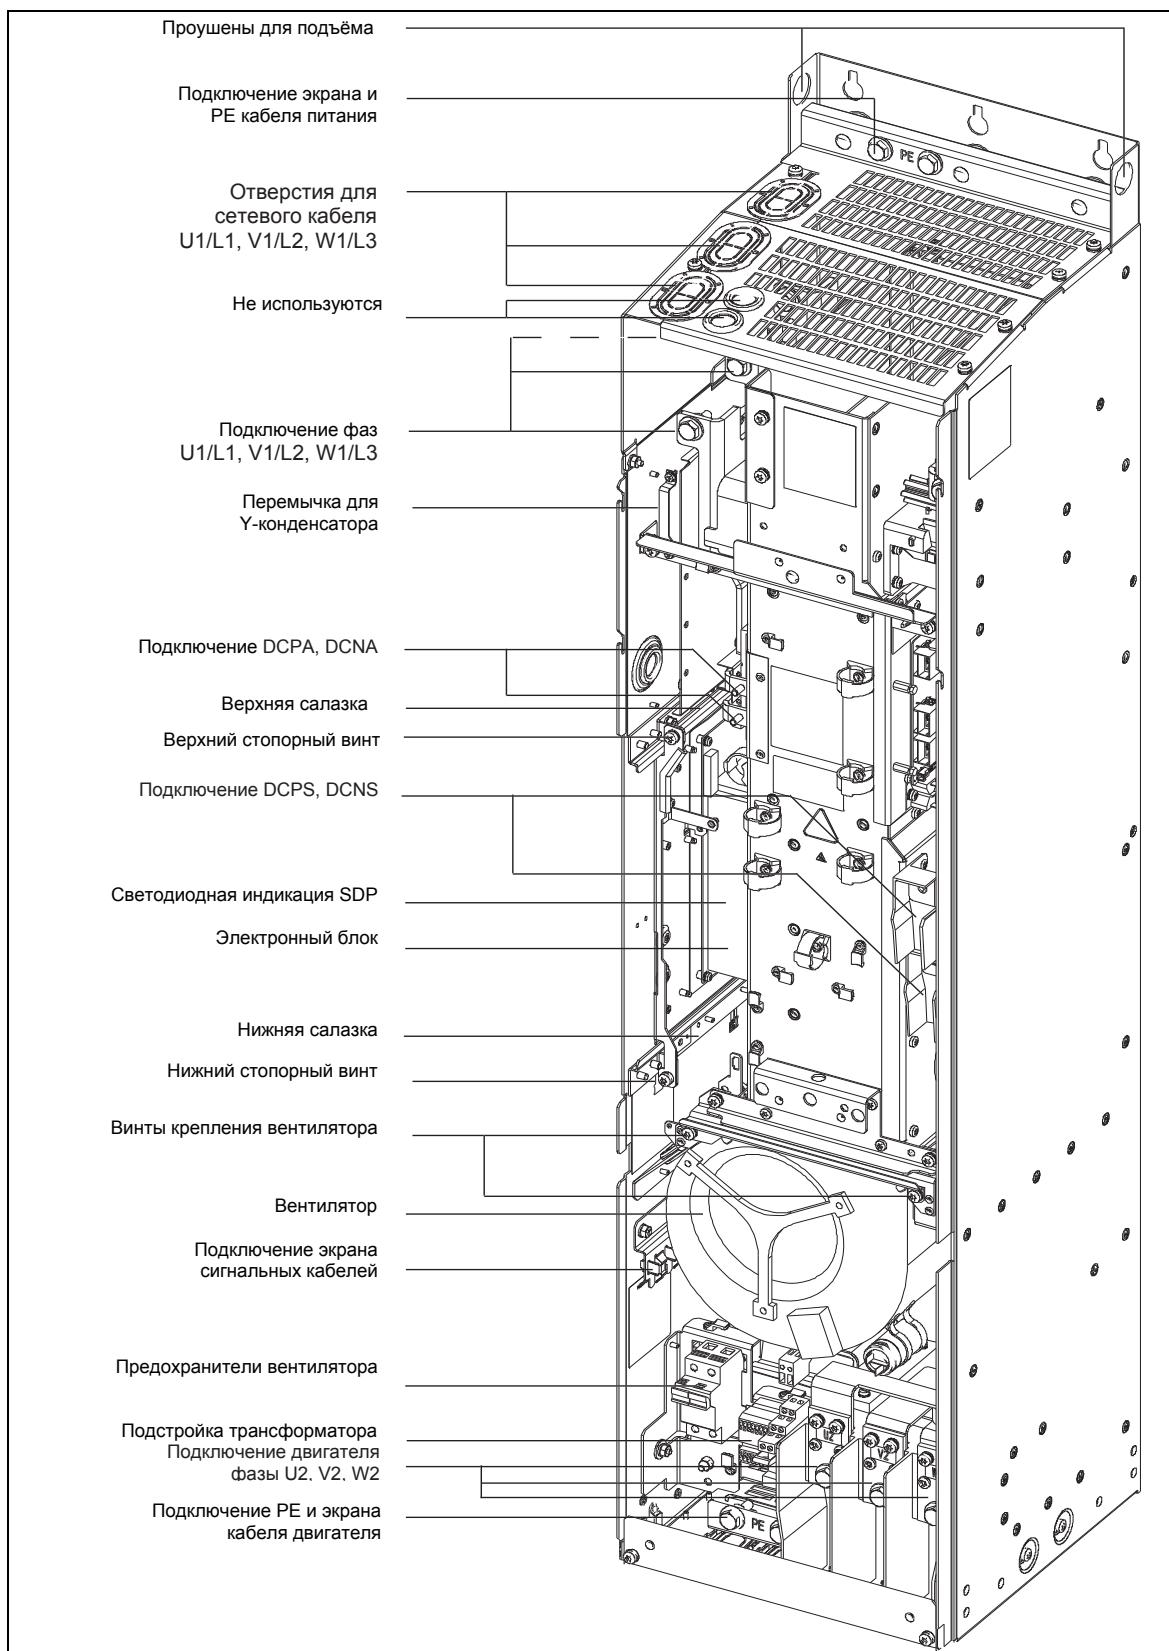 Проушены для подъёма
Подключение экрана и
PE кабеля питания
PE
Отверстия для
сетевого кабеля
U1/L1, V1/L2, W1/L3
Не используются
Подключение фаз
U1/L1, V1/L2, W1/L3
Перемычка для
Y-конденсатора
Подключение DCPA, DCNA
Верхняя салазка
Верхний стопорный винт
Подключение DCPS, DCNS
Светодиодная индикация SDP
Электронный блок
Нижняя салазка
Нижний стопорный винт
Винты крепления вентилятора
Вентилятор
Подключение экрана
сигнальных кабелей
Предохранители вентилятора
Подстройка трансформатора
Подключение двигателя
фазы U2, V2, W2
U2
V2
Подключение PE и экрана
кабеля двигателя
PE